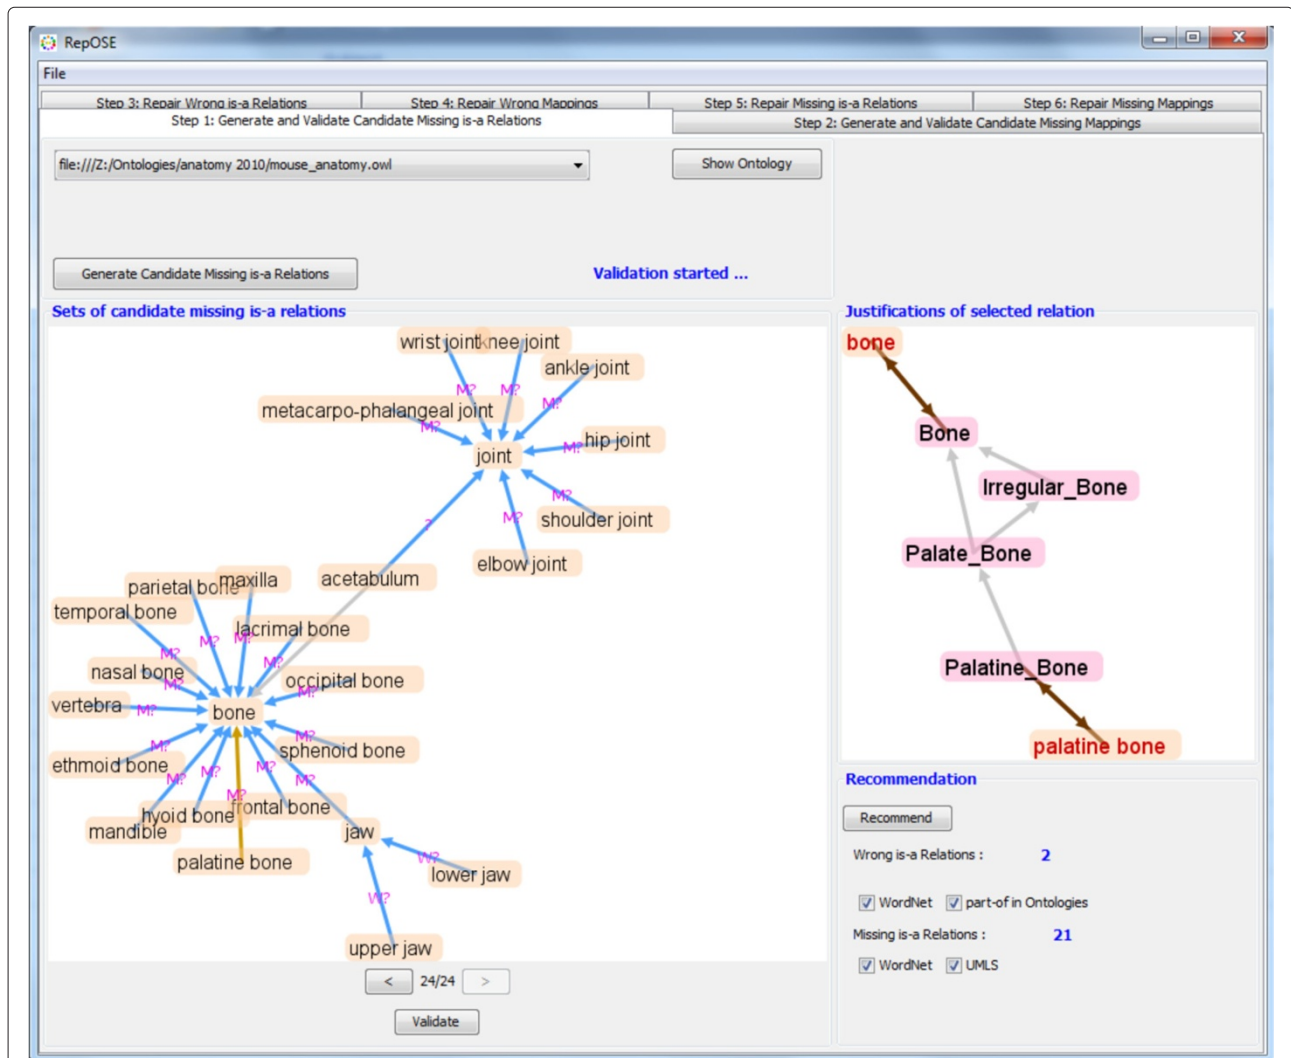 RepOSE
File
Step 3: Repair Wrong is-a Relations
Step 4: Repair Wrong Mappings
Step 5: Repair Missing is-a Relations
Step 6: Repair Missing Mappings
Step 1: Generate and Validate Candidate Missing is-a Relations
Step 2: Generate and Validate Candidate Missing Mappings
file:///Z:/Ontologies/anatomy 2010/mouse_anatomy.owl
Show Ontology
Generate Candidate Missing is-a Relations
Validation started ...
Sets of candidate missing is-a relations
wrist joint
knee joint
ankle joint
M?
M?
M?
metacarpo-phalangeal joint
M?
hip joint
M?
joint
M?
shoulder joint
M?
?
elbow joint
acetabulum
maxilla
parietal bone
temporal bone
lacrimal bone
M?
M?
M?
M?
nasal bone
occipital bone
M?
M?
vertebra
M?
bone
M?
sphenoid bone
M?
ethmoid bone
M?
M?
M?
M?
M?
frontal bone
hyoid bone
mandible
jaw
palatine bone
W?
lower jaw
W?
upper jaw
<
24/24
>
Validate
Justifications of selected relation
bone
Bone
Irregular_Bone
Palate_Bone
Palatine_Bone
palatine bone
Recommendation
Recommend
Wrong is-a Relations : 2
WordNet part-of in Ontologies
Missing is-a Relations : 21
WordNet UMLS